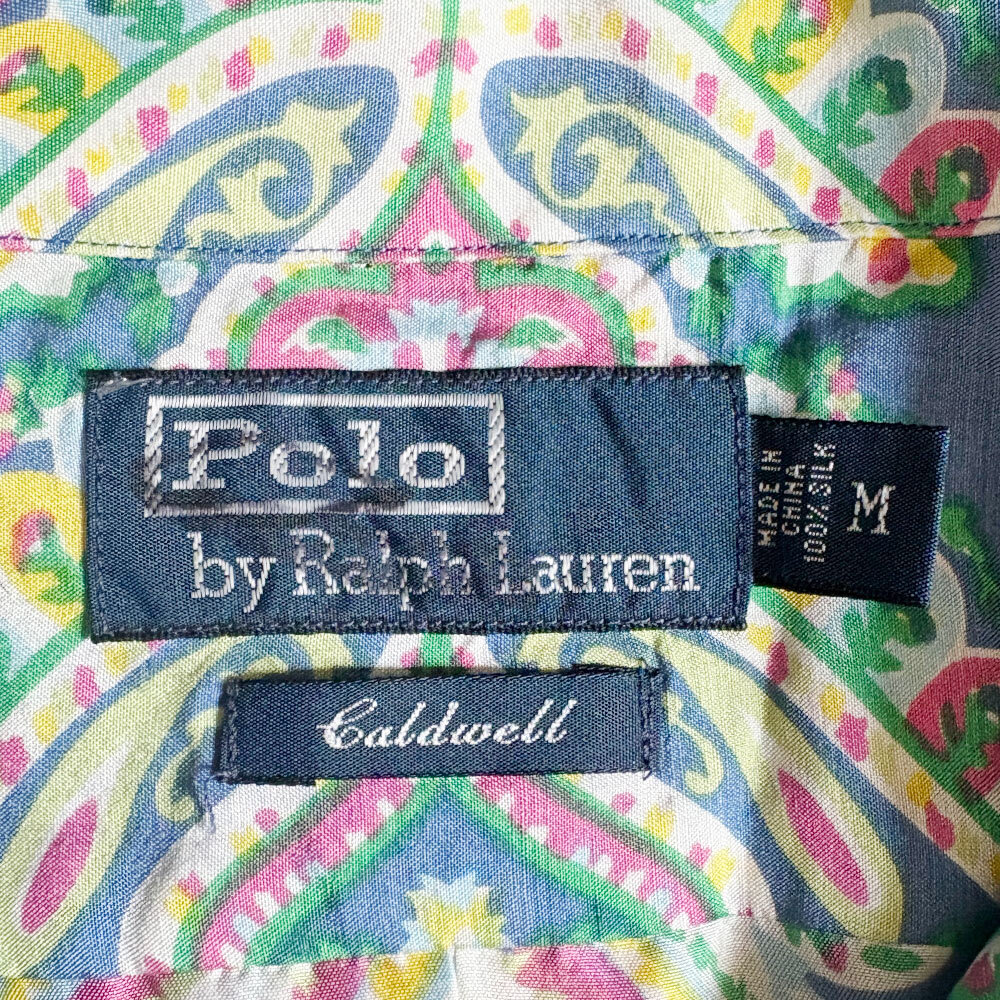 Polo
by Ralph Lauren
MADE IN
CHINA
100% SILK
M
Caldwell